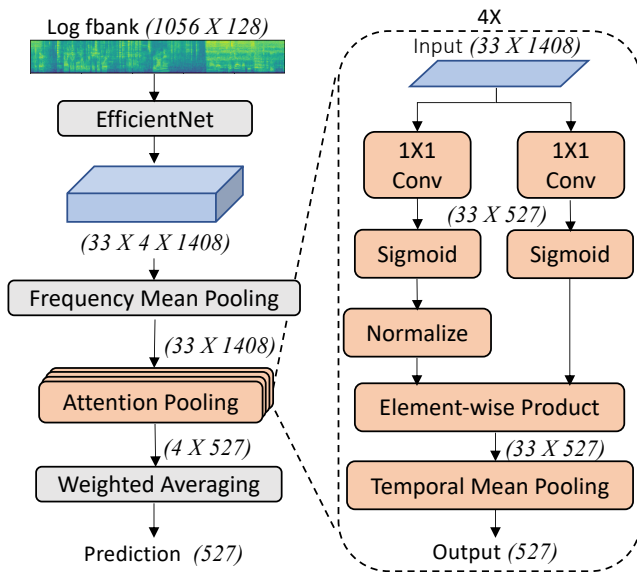 Log fbank (1056 X 128)
EfficientNet
(33 X 4 X 1408)
Frequency Mean Pooling
(33 X 1408)
Attention Pooling
(4 X 527)
Weighted Averaging
Prediction (527)
4X
Input (33 X 1408)
1X1 Conv
1X1 Conv
(33 X 527)
Sigmoid
Sigmoid
Normalize
Element-wise Product
(33 X 527)
Temporal Mean Pooling
Output (527)